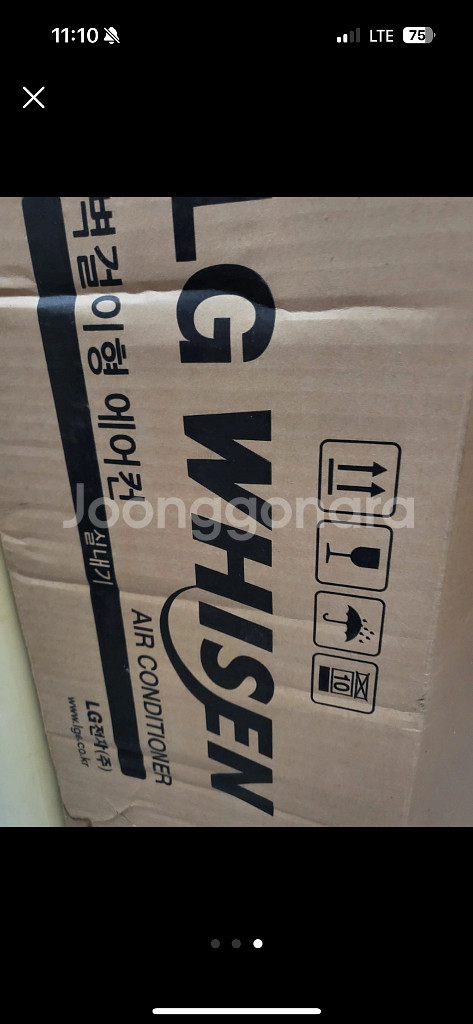 11:10
LTE
75
LG WHISEN
AIR CONDITIONER
벽걸이형 에어컨
실내기
LG전자(주)
www.lge.co.kr
10
Joonggonara